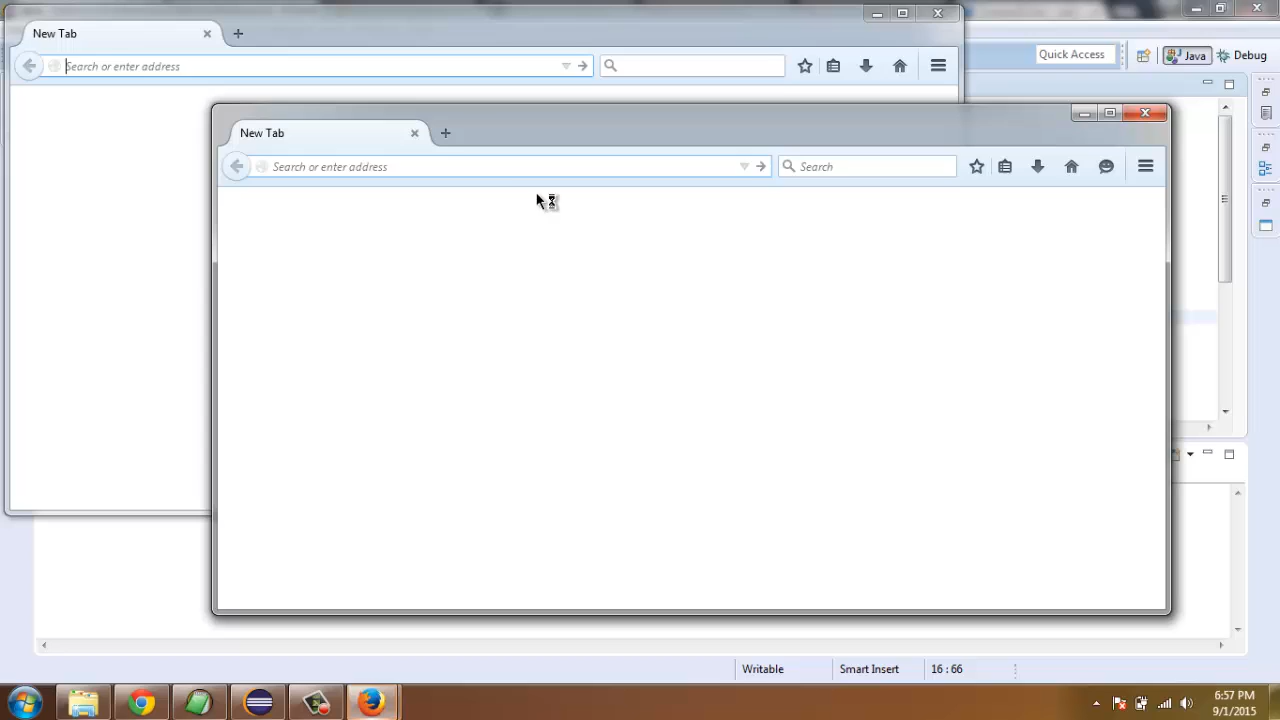 New Tab
Search or enter address
Quick Access
Java
Debug
New Tab
Search or enter address
Search
Writable
Smart Insert
16 : 66
6:57 PM
9/1/2015